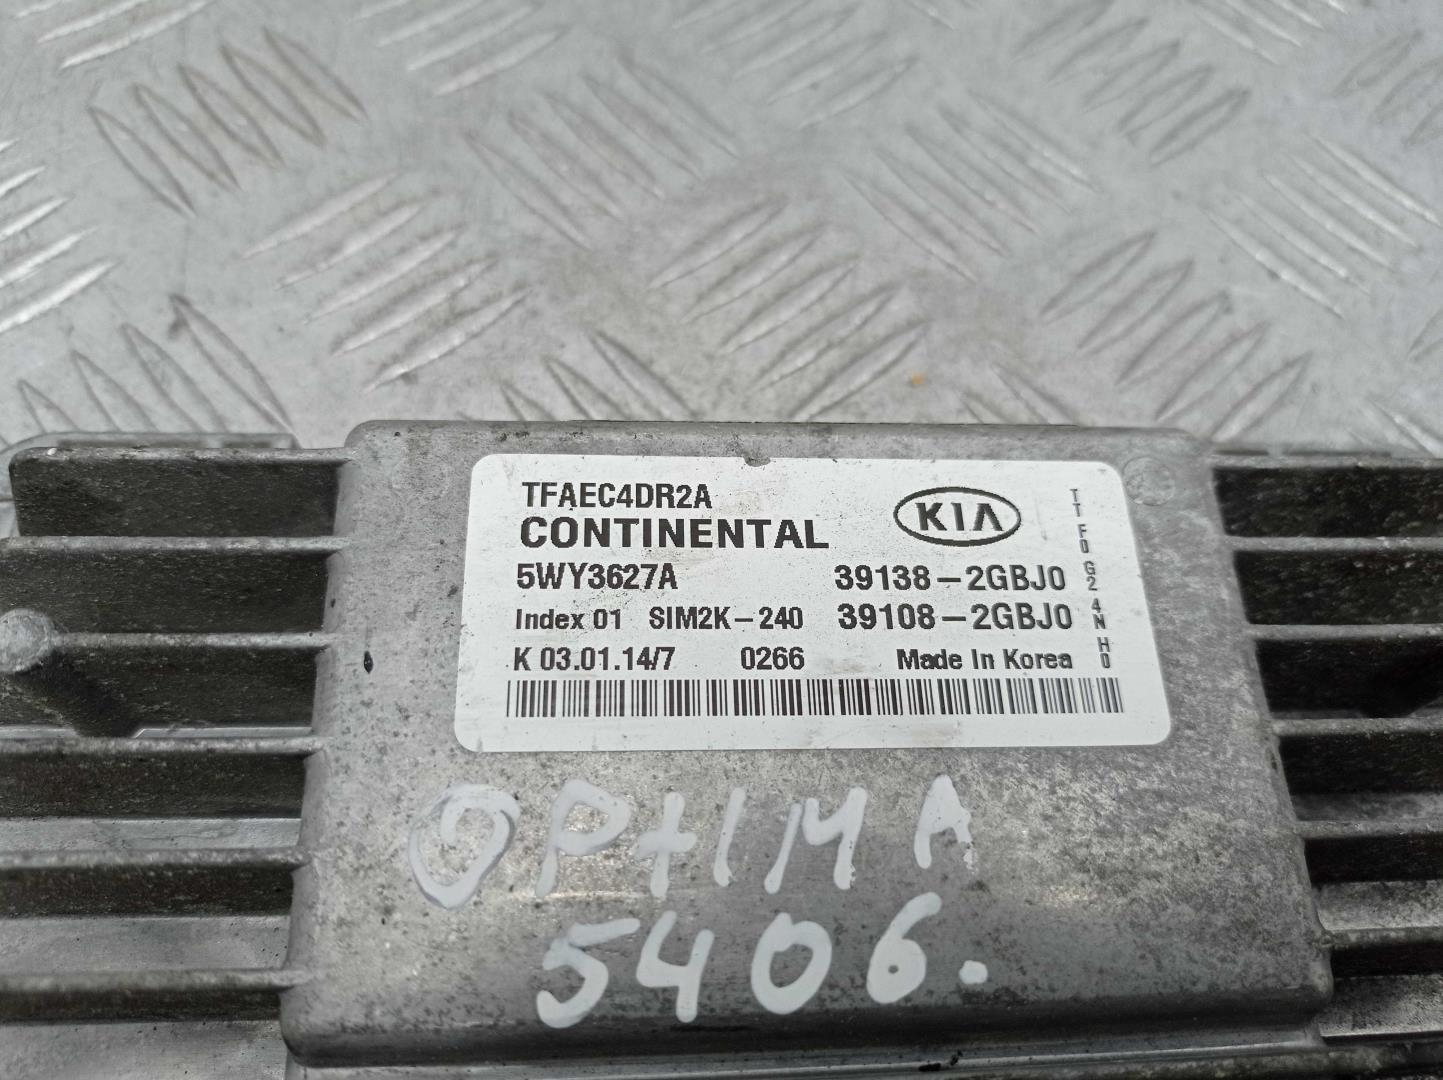 TFAEC4DR2A
CONTINENTAL
KIA
5WY3627A 39138-2GBJ0
Index 01 SIM2K-240 39108-2GBJ0
K 03.01.14/7 0266 Made In Korea
TT F0 G2 4N H0
OPtIMA
5406.